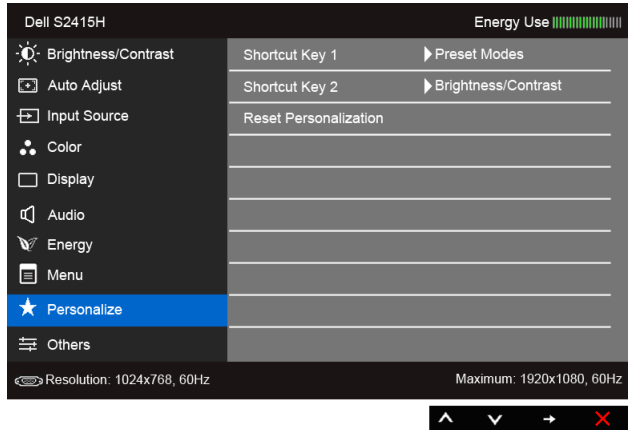 Dell S2415H Energy Use
Brightness/Contrast Shortcut Key 1 Preset Modes
Auto Adjust Shortcut Key 2 Brightness/Contrast
Input Source Reset Personalization
Color
Display
Audio
Energy
Menu
Personalize
Others
Resolution: 1024x768, 60Hz Maximum: 1920x1080, 60Hz